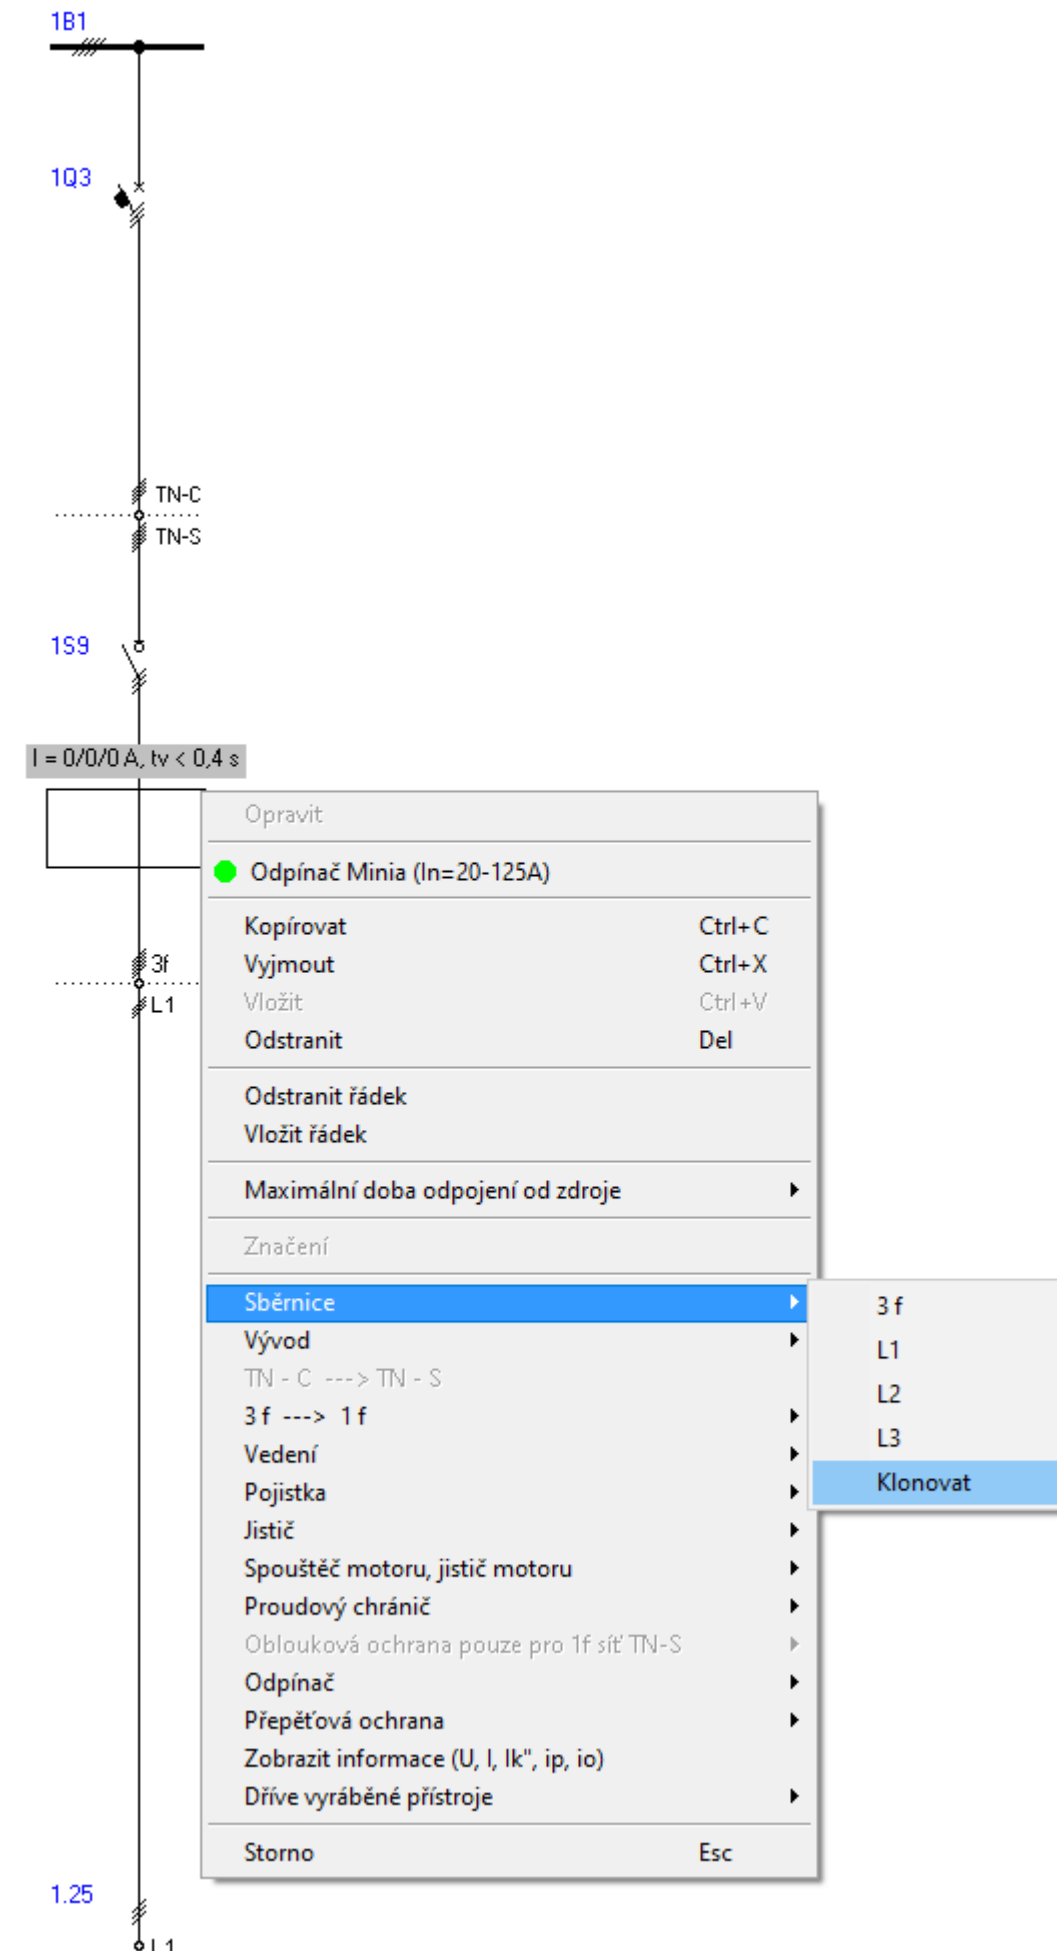 1B1
1Q3
TN-C
TN-S
1S9
I = 0/0/0 A, tv < 0,4 s
Opravit
Odpínač Minia (In=20-125A)
Kopírovat Ctrl+C
Vyjmout Ctrl+X
3f
Vložit Ctrl+V
L1
Odstranit Del
Odstranit řádek
Vložit řádek
Maximální doba odpojení od zdroje
Značení
Sběrnice
3 f
Vývod
L1
TN - C ---> TN - S
L2
3 f ---> 1 f
L3
Vedení
Klonovat
Pojistka
Jistič
Spouštěč motoru, jistič motoru
Proudový chránič
Oblouková ochrana pouze pro 1f síť TN-S
Odpínač
Přepěťová ochrana
Zobrazit informace (U, I, Ik", ip, io)
Dříve vyráběné přístroje
Storno Esc
1.25
L1